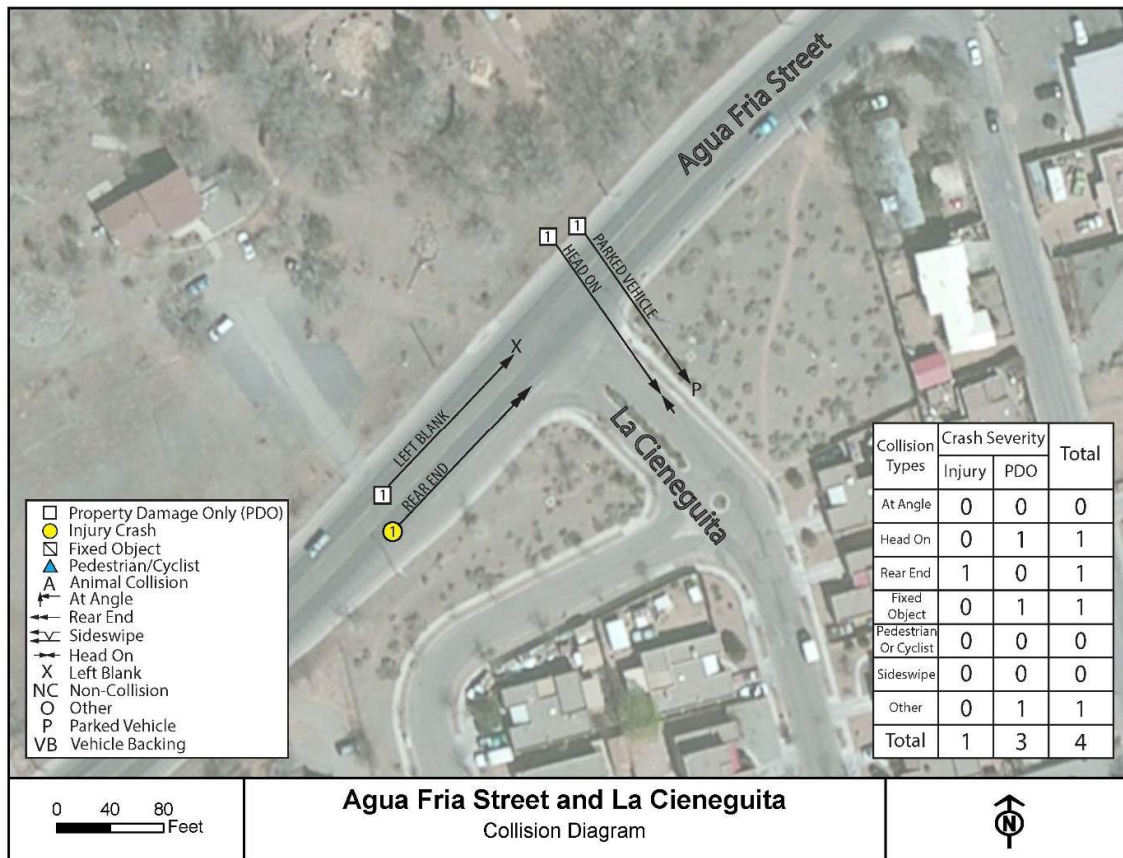 Agua Fria Street
1
1
HEAD ON
PARKED VEHICLE
X
P
LEFT BLANK
REAR END
1
1
La Cieneguita
Property Damage Only (PDO)
Injury Crash
Fixed Object
Pedestrian/Cyclist
A Animal Collision
At Angle
Rear End
Sideswipe
Head On
X Left Blank
NC Non-Collision
O Other
P Parked Vehicle
VB Vehicle Backing
Collision Types Crash Severity Total
Injury PDO
At Angle 0 0 0
Head On 0 1 1
Rear End 1 0 1
Fixed Object 0 1 1
Pedestrian Or Cyclist 0 0 0
Sideswipe 0 0 0
Other 0 1 1
Total 1 3 4
0 40 80
Feet
Agua Fria Street and La Cieneguita
Collision Diagram
N